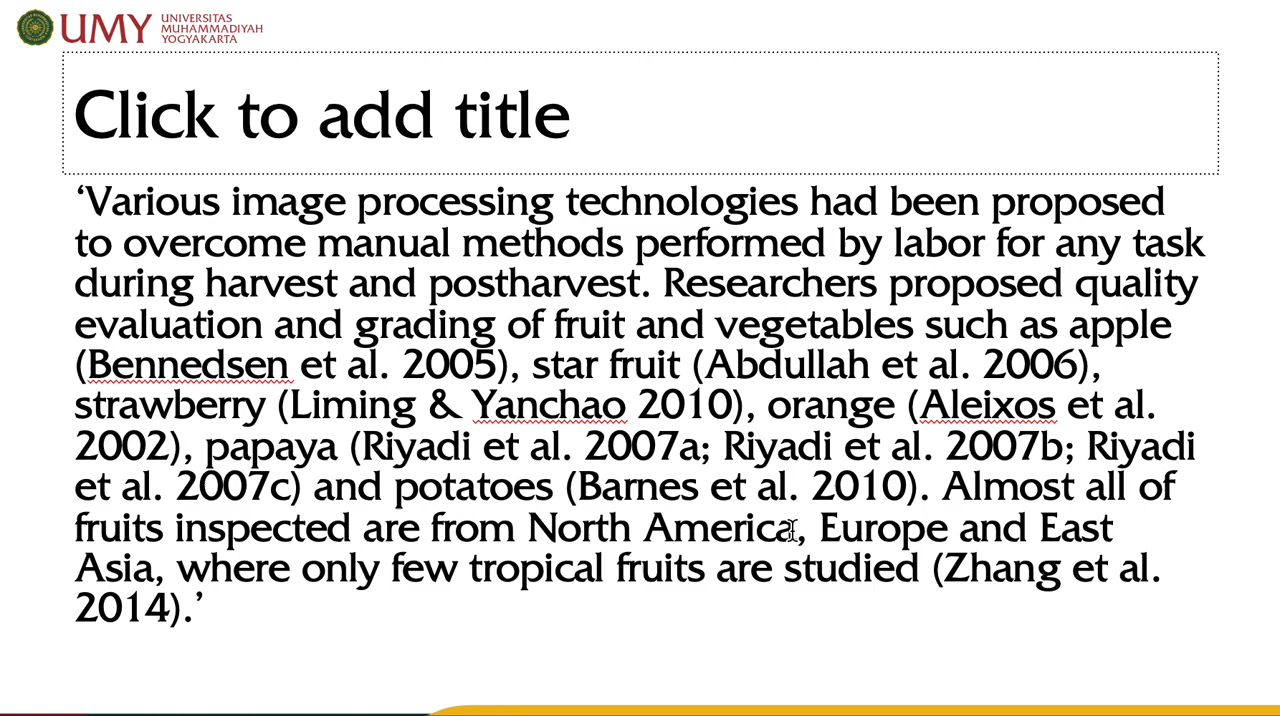 UMY
UNIVERSITAS
MUHAMMADIYAH
YOGYAKARTA
Click to add title
‘Various image processing technologies had been proposed
to overcome manual methods performed by labor for any task
during harvest and postharvest. Researchers proposed quality
evaluation and grading of fruit and vegetables such as apple
(Bennedsen et al. 2005), star fruit (Abdullah et al. 2006),
strawberry (Liming & Yanchao 2010), orange (Aleixos et al.
2002), papaya (Riyadi et al. 2007a; Riyadi et al. 2007b; Riyadi
et al. 2007c) and potatoes (Barnes et al. 2010). Almost all of
fruits inspected are from North America, Europe and East
Asia, where only few tropical fruits are studied (Zhang et al.
2014).’